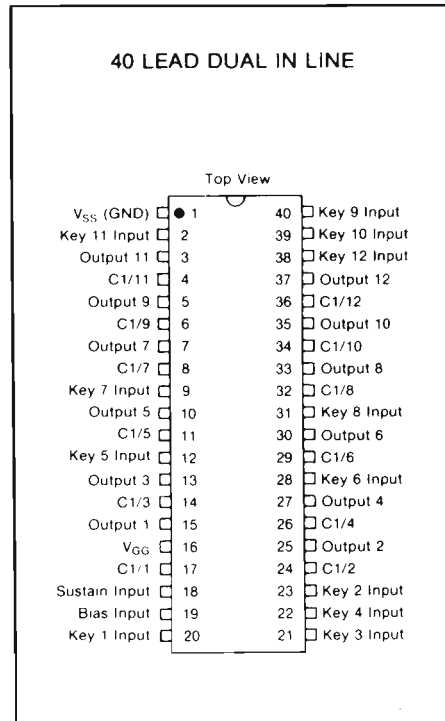 40 LEAD DUAL IN LINE
Top View
VSS (GND) 1 40 Key 9 Input
Key 11 Input 2 39 Key 10 Input
Output 11 3 38 Key 12 Input
C1/11 4 37 Output 12
Output 9 5 36 C1/12
C1/9 6 35 Output 10
Output 7 7 34 C1/10
C1/7 8 33 Output 8
Key 7 Input 9 32 C1/8
Output 5 10 31 Key 8 Input
C1/5 11 30 Output 6
Key 5 Input 12 29 C1/6
Output 3 13 28 Key 6 Input
C1/3 14 27 Output 4
Output 1 15 26 C1/4
VGG 16 25 Output 2
C1/1 17 24 C1/2
Sustain Input 18 23 Key 2 Input
Bias Input 19 22 Key 4 Input
Key 1 Input 20 21 Key 3 Input